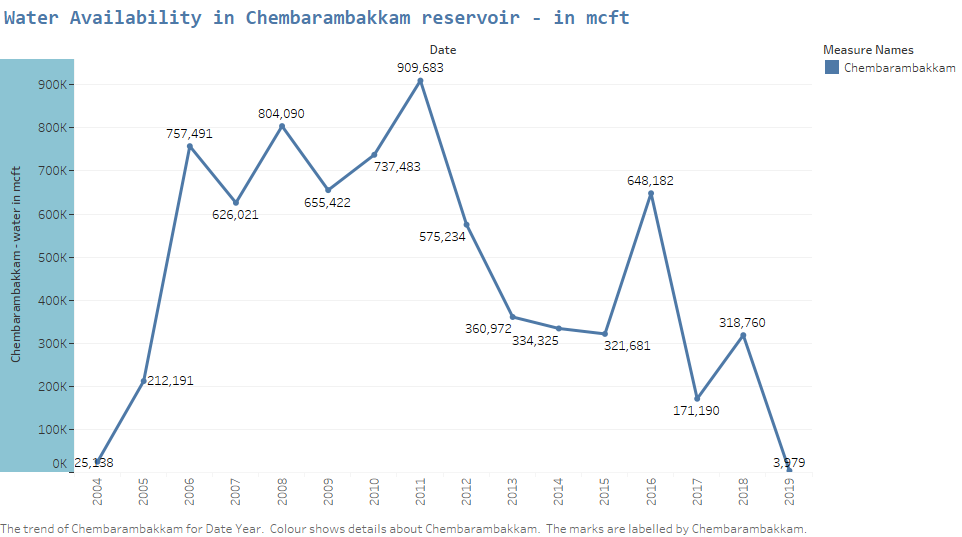 Water Availability in Chembarambakkam reservoir - in mcft
Date
Measure Names
Chembarambakkam
Chembarambakkam - water in mcft
900K
800K
700K
600K
500K
400K
300K
200K
100K
0K
25,138
212,191
757,491
626,021
804,090
655,422
737,483
909,683
575,234
360,972
334,325
321,681
648,182
171,190
318,760
3,979
2004
2005
2006
2007
2008
2009
2010
2011
2012
2013
2014
2015
2016
2017
2018
2019
The trend of Chembarambakkam for Date Year. Colour shows details about Chembarambakkam. The marks are labelled by Chembarambakkam.